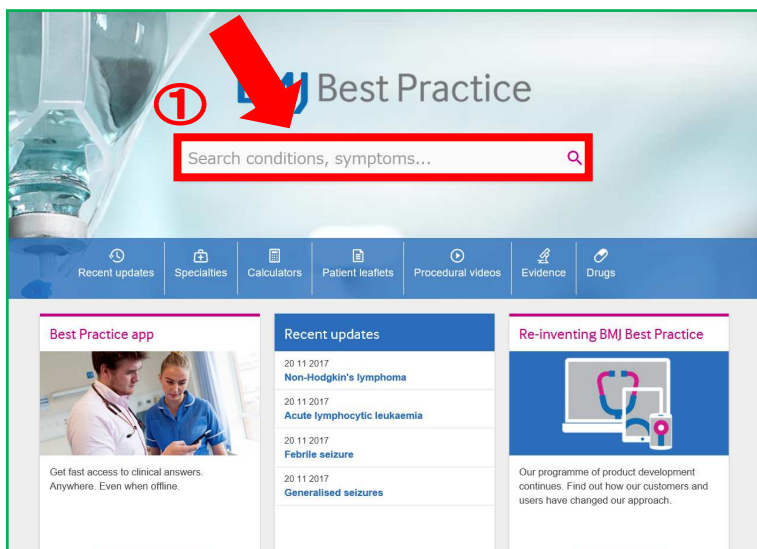 ①
BMJ Best Practice
Search conditions, symptoms...
Recent updates
Specialties
Calculators
Patient leaflets
Procedural videos
Evidence
Drugs
Best Practice app
Get fast access to clinical answers.
Anywhere. Even when offline.
Recent updates
20 11 2017
Non-Hodgkin's lymphoma
20 11 2017
Acute lymphocytic leukaemia
20 11 2017
Febrile seizure
20 11 2017
Generalised seizures
Re-inventing BMJ Best Practice
Our programme of product development
continues. Find out how our customers and
users have changed our approach.